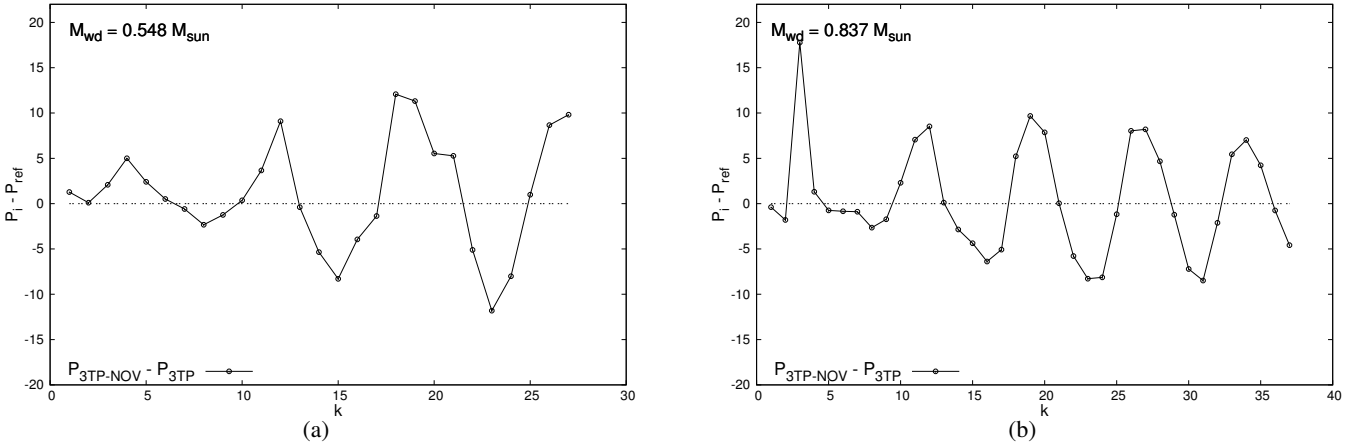 M_wd = 0.548 M_sun
20
15
10
5
0
-5
-10
-15
-20
P_i - P_ref
P_3TP-NOV - P_3TP
0 5 10 15 20 25 30
k
(a)
M_wd = 0.837 M_sun
20
15
10
5
0
-5
-10
-15
-20
P_i - P_ref
P_3TP-NOV - P_3TP
0 5 10 15 20 25 30 35 40
k
(b)